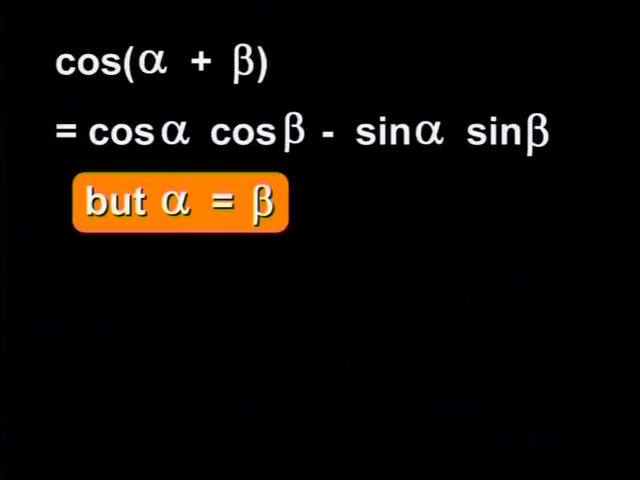 cos(α + β)
= cosα cosβ - sinα sinβ
but α = β